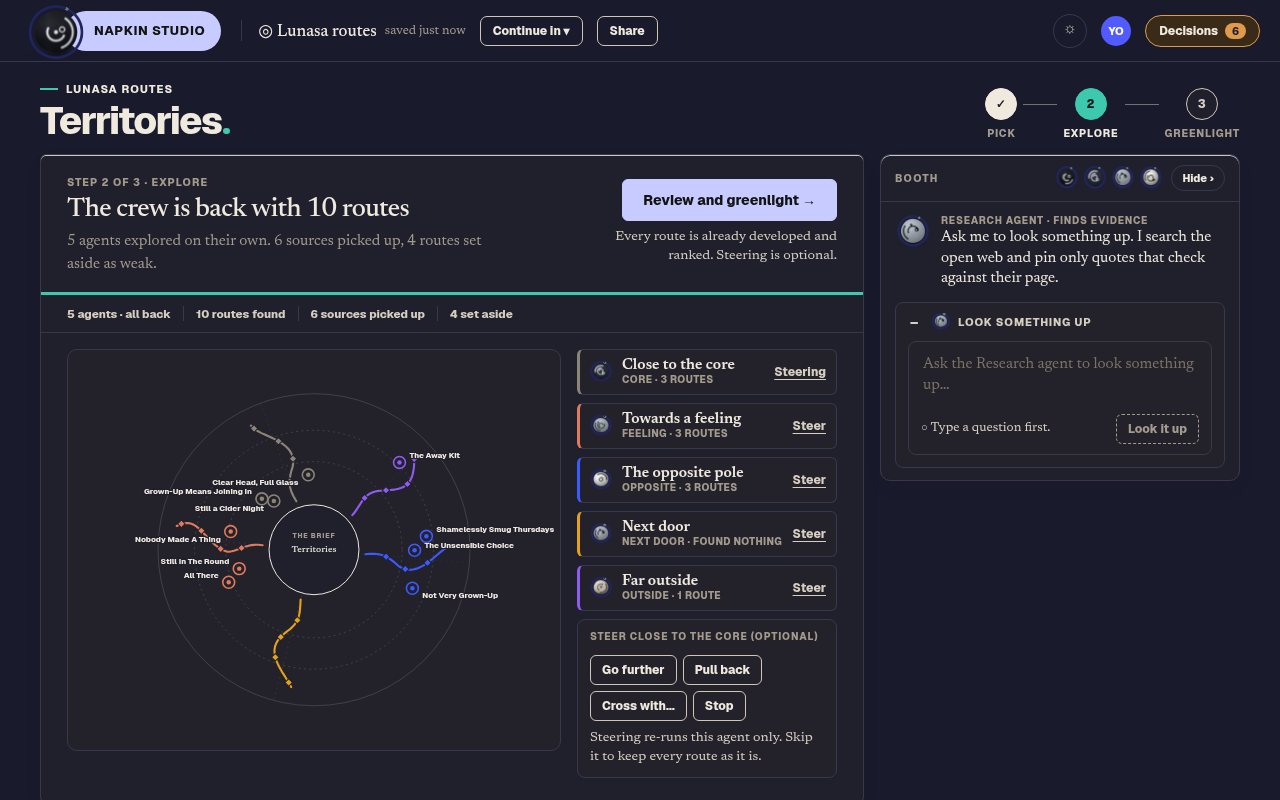 NAPKIN STUDIO
◎ Lunasa routes saved just now
Continue in ▾
Share
YO
Decisions 6
LUNASA ROUTES
Territories.
✓
2
3
PICK
EXPLORE
GREENLIGHT
STEP 2 OF 3 · EXPLORE
The crew is back with 10 routes
5 agents explored on their own. 6 sources picked up, 4 routes set
aside as weak.
Review and greenlight →
Every route is already developed and
ranked. Steering is optional.
5 agents · all back
10 routes found
6 sources picked up
4 set aside
The Away Kit
Clear Head, Full Glass
Grown-Up Means Joining In
Still a Cider Night
Shamelessly Smug Thursdays
Nobody Made A Thing
The Unsensible Choice
THE BRIEF
Territories
Still In The Round
All There
Not Very Grown-Up
Close to the core
CORE · 3 ROUTES
Steering
Towards a feeling
FEELING · 3 ROUTES
Steer
The opposite pole
OPPOSITE · 3 ROUTES
Steer
Next door
NEXT DOOR · FOUND NOTHING
Steer
Far outside
OUTSIDE · 1 ROUTE
Steer
STEER CLOSE TO THE CORE (OPTIONAL)
Go further
Pull back
Cross with...
Stop
Steering re-runs this agent only. Skip
it to keep every route as it is.
BOOTH
Hide ›
RESEARCH AGENT · FINDS EVIDENCE
Ask me to look something up. I search the
open web and pin only quotes that check
against their page.
– LOOK SOMETHING UP
Ask the Research agent to look something
up…
○ Type a question first.
Look it up